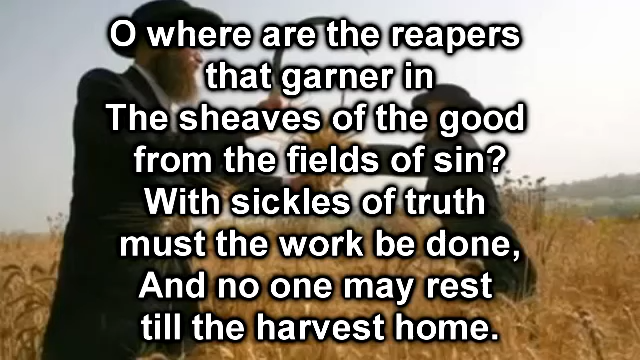 O where are the reapers
that garner in
The sheaves of the good
from the fields of sin?
With sickles of truth
must the work be done,
And no one may rest
till the harvest home.